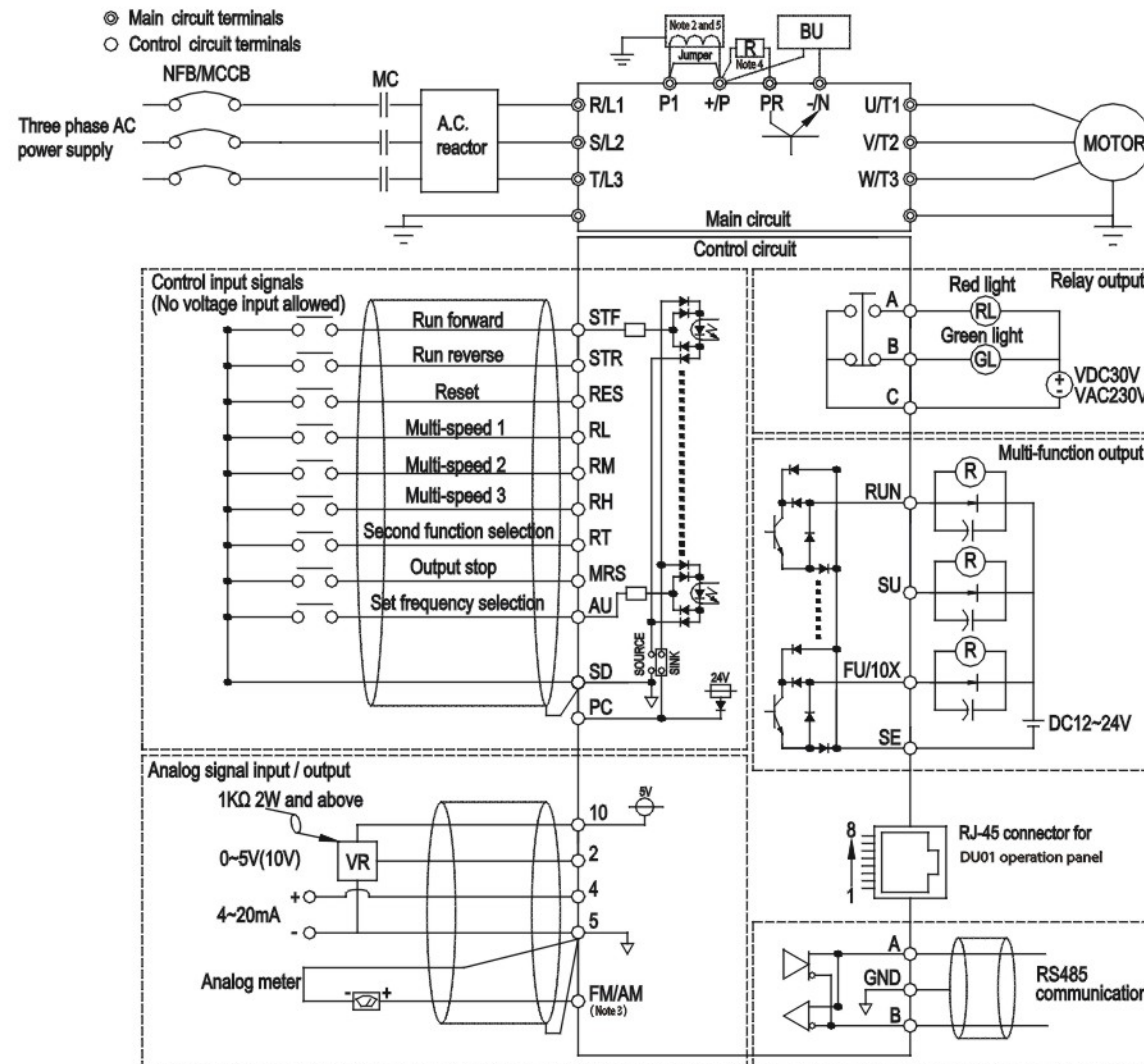 Main circuit terminals
Control circuit terminals
NFB/MCCB
MC
Three phase AC
power supply
A.C.
reactor
Note 2 and 5
Jumper
R
Note 4
BU
P1
+/P
PR
-/N
R/L1
S/L2
T/L3
U/T1
V/T2
W/T3
MOTOR
Main circuit
Control circuit
Control input signals
(No voltage input allowed)
Run forward
STF
Run reverse
STR
Reset
RES
Multi-speed 1
RL
Multi-speed 2
RM
Multi-speed 3
RH
Second function selection
RT
Output stop
MRS
Set frequency selection
AU
SOURCE
SINK
SD
PC
24V
Relay output
Red light
A
RL
Green light
B
GL
C
+
-
VDC30V
VAC230V
Multi-function output
RUN
R
SU
R
FU/10X
R
SE
DC12~24V
Analog signal input / output
1KΩ 2W and above
10
5V
0~5V(10V)
VR
2
+
4
4~20mA
-
5
Analog meter
- +
FM/AM
(Note 3)
8
1
RJ-45 connector for
DU01 operation panel
A
GND
B
RS485
communication